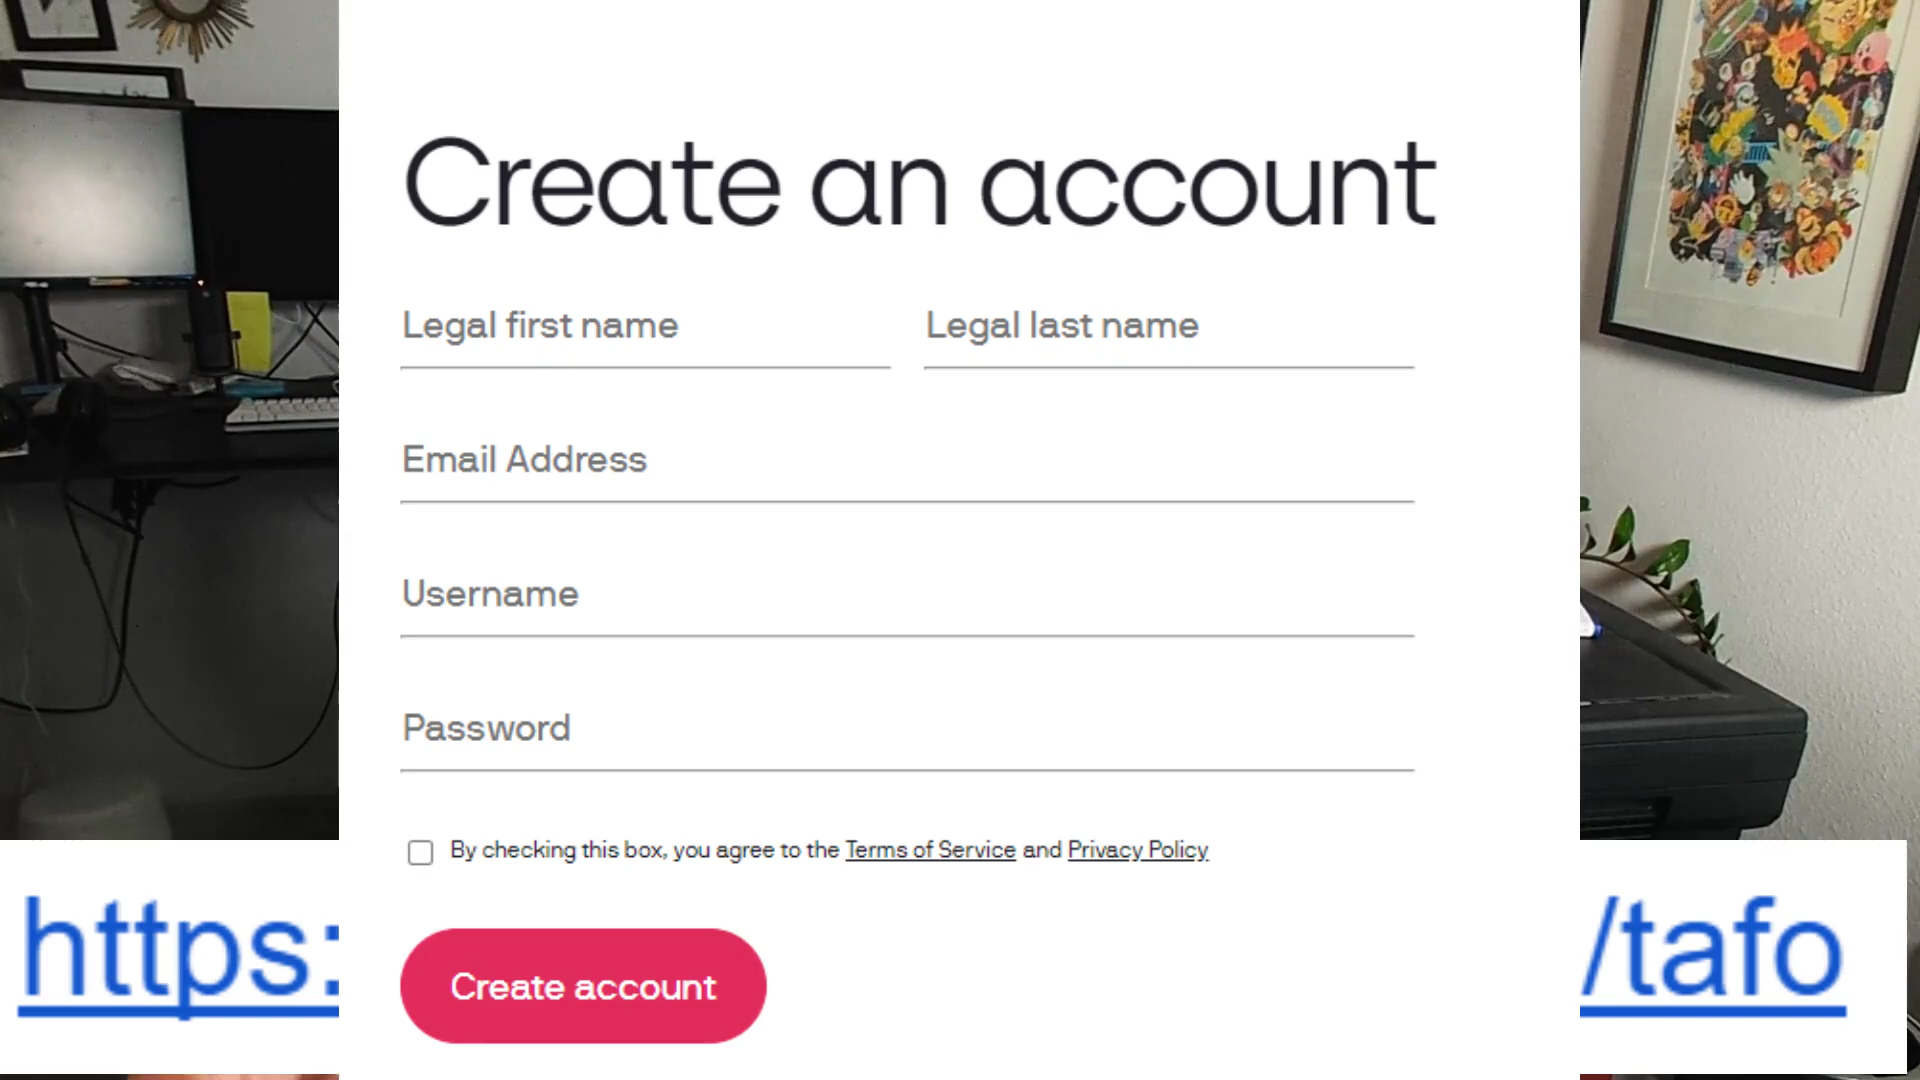 Create an account
Legal first name Legal last name
Email Address
Username
Password
By checking this box, you agree to the Terms of Service and Privacy Policy
https: /tafo
Create account